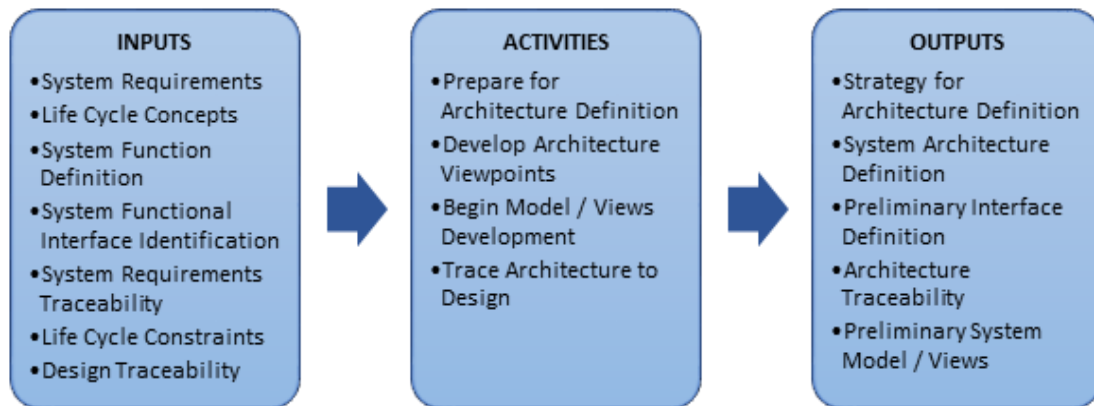 INPUTS
•System Requirements
•Life Cycle Concepts
•System Function
Definition
•System Functional
Interface Identification
•System Requirements
Traceability
•Life Cycle Constraints
•Design Traceability
ACTIVITIES
•Prepare for
Architecture Definition
•Develop Architecture
Viewpoints
•Begin Model / Views
Development
•Trace Architecture to
Design
OUTPUTS
•Strategy for
Architecture Definition
•System Architecture
Definition
•Preliminary Interface
Definition
•Architecture
Traceability
•Preliminary System
Model / Views